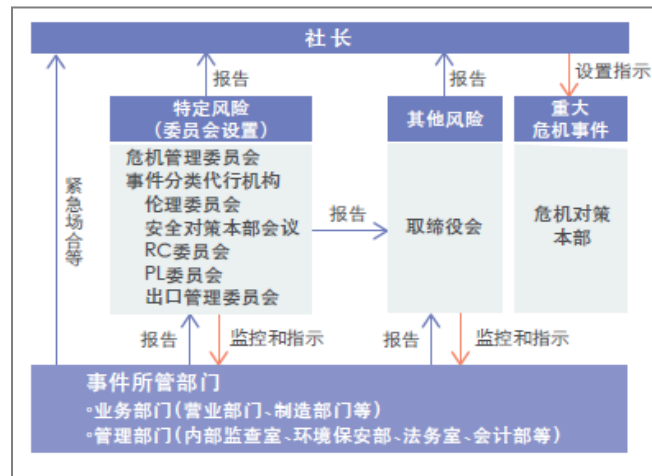 社长
报告
报告
设置指示
特定风险
（委员会设置）
其他风险
重大
危机事件
危机管理委员会
事件分类代行机构
伦理委员会
安全对策本部会议
RC委员会
PL委员会
出口管理委员会
报告
取缔役会
危机对策
本部
紧急场合等
报告
监控和指示
报告
监控和指示
事件所管部门
◦业务部门（营业部门、制造部门等）
◦管理部门（内部监查室、环境保安部、法务室、会计部等）